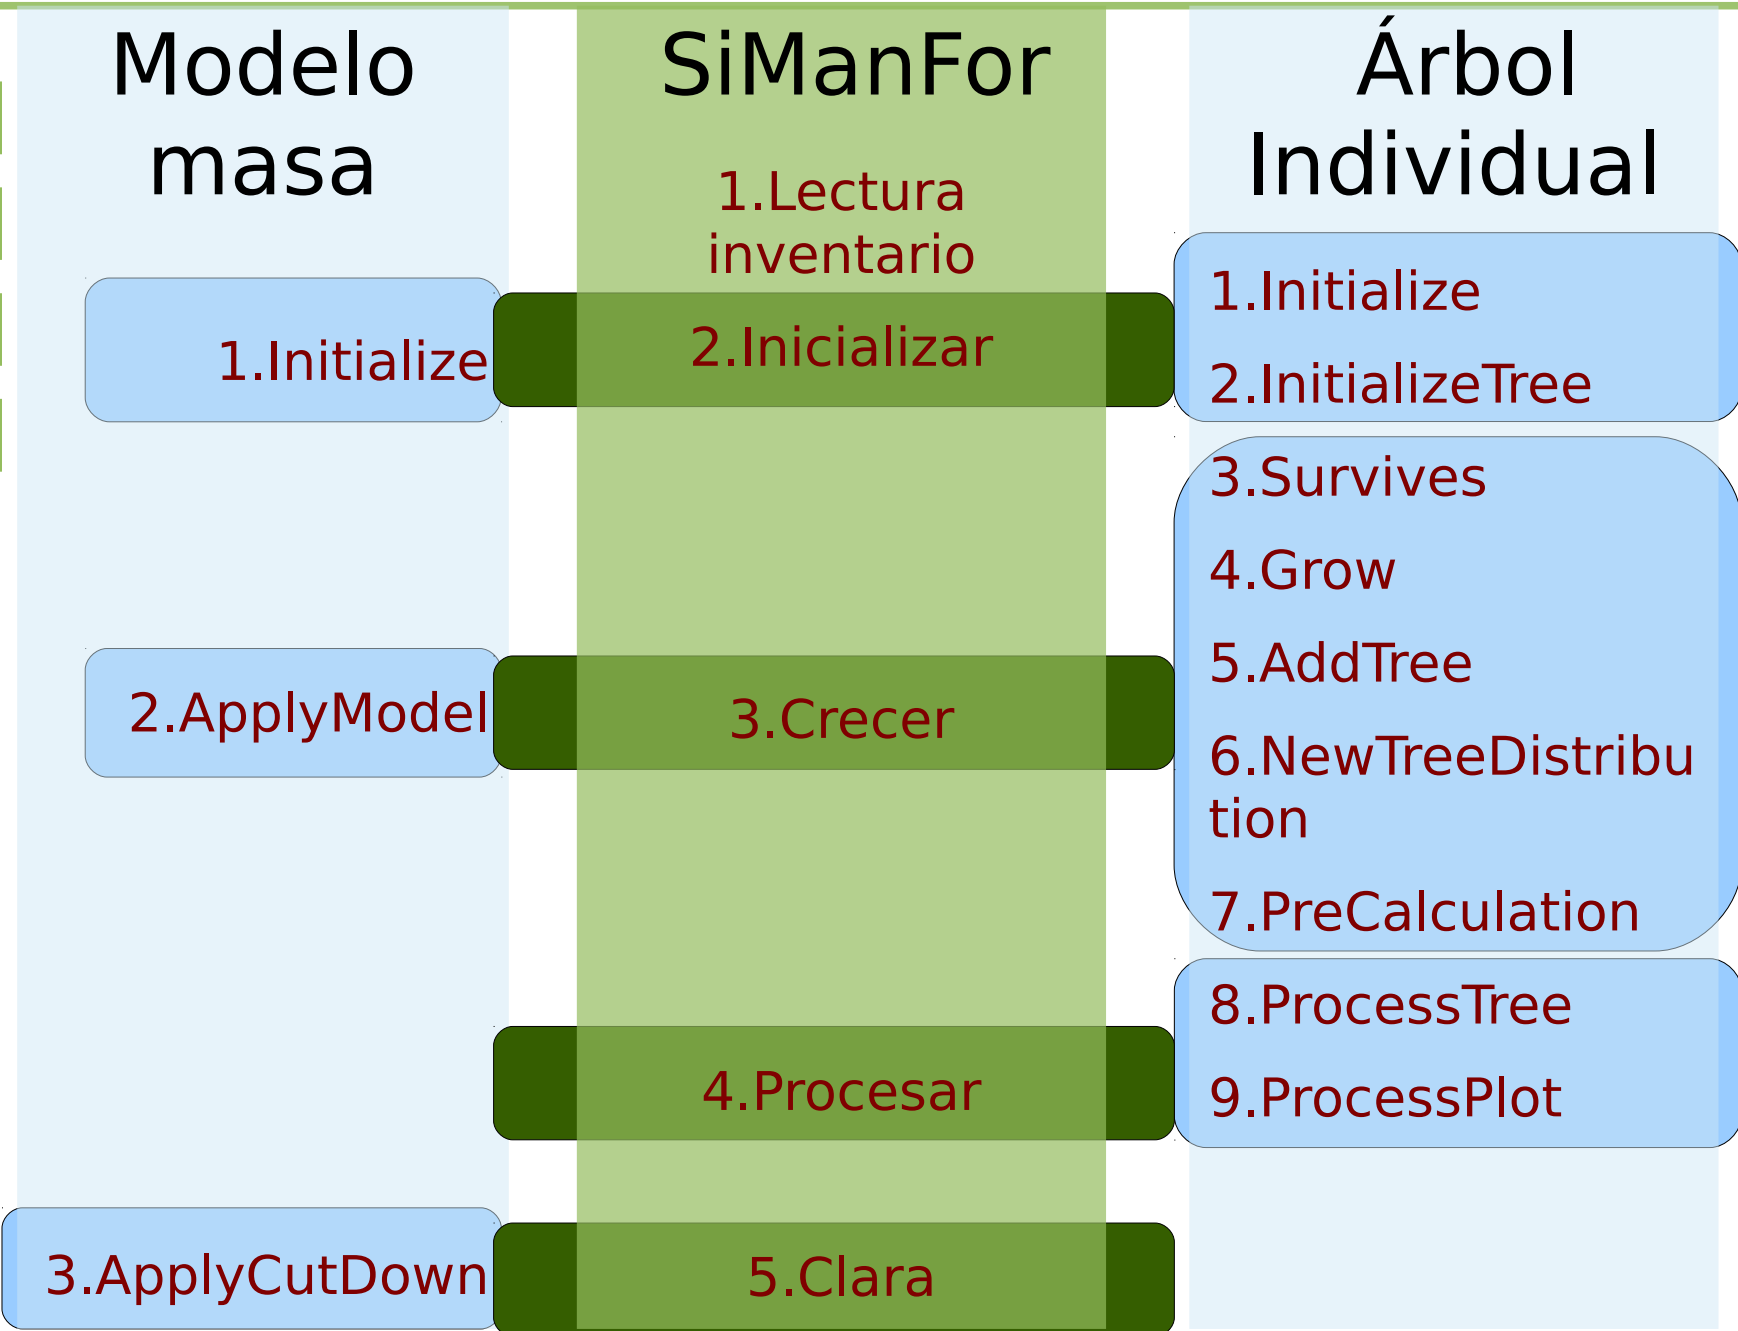 Modelo
masa
1.Initialize
2.ApplyModel
3.ApplyCutDown
SiManFor
1.Lectura
inventario
2.Inicializar
3.Crecer
4.Procesar
5.Clara
Árbol
Individual
1.Initialize
2.InitializeTree
3.Survives
4.Grow
5.AddTree
6.NewTreeDistribu
tion
7.PreCalculation
8.ProcessTree
9.ProcessPlot